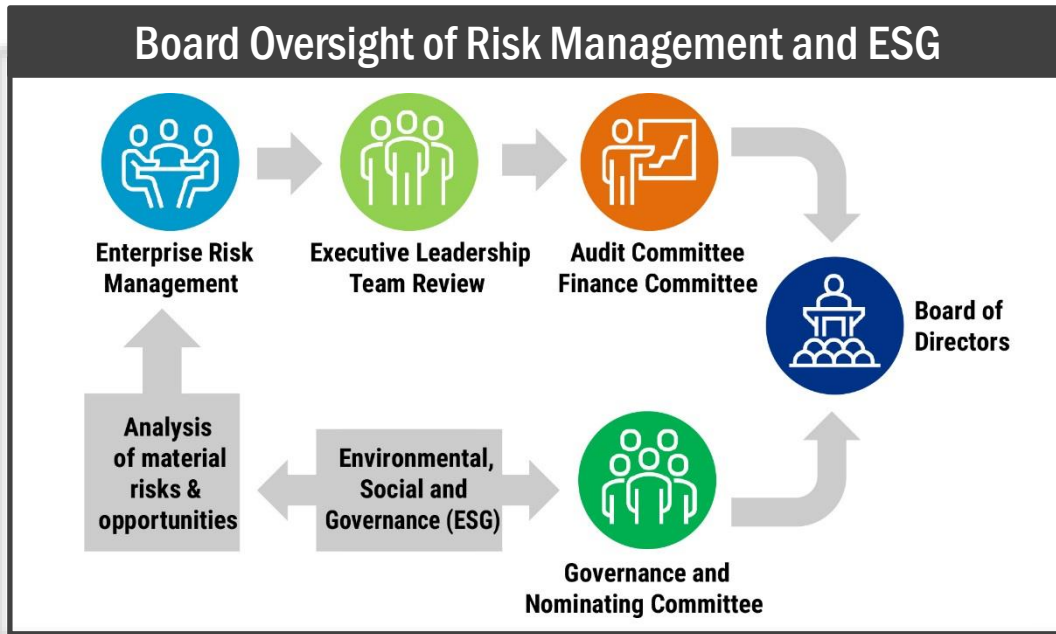 Board Oversight of Risk Management and ESG
Enterprise Risk
Management
Executive Leadership
Team Review
Audit Committee
Finance Committee
Board of
Directors
Analysis
of material
risks &
opportunities
Environmental,
Social and
Governance (ESG)
Governance and
Nominating Committee